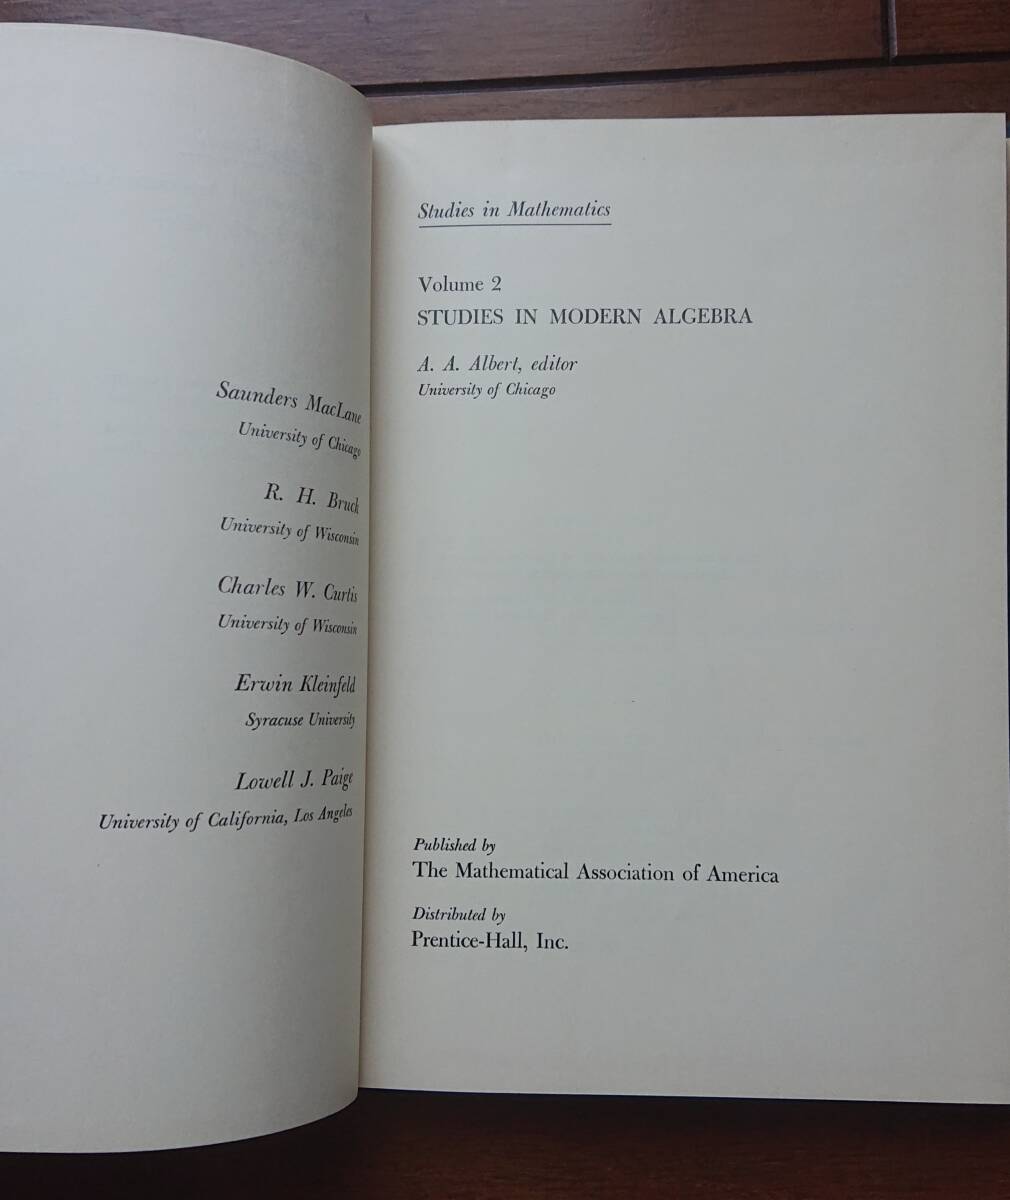 Saunders MacLane
University of Chicago
R. H. Bruck
University of Wisconsin
Charles W. Curtis
University of Wisconsin
Erwin Kleinfeld
Syracuse University
Lowell J. Paige
University of California, Los Angeles
Studies in Mathematics
Volume 2
STUDIES IN MODERN ALGEBRA
A. A. Albert, editor
University of Chicago
Published by
The Mathematical Association of America
Distributed by
Prentice-Hall, Inc.